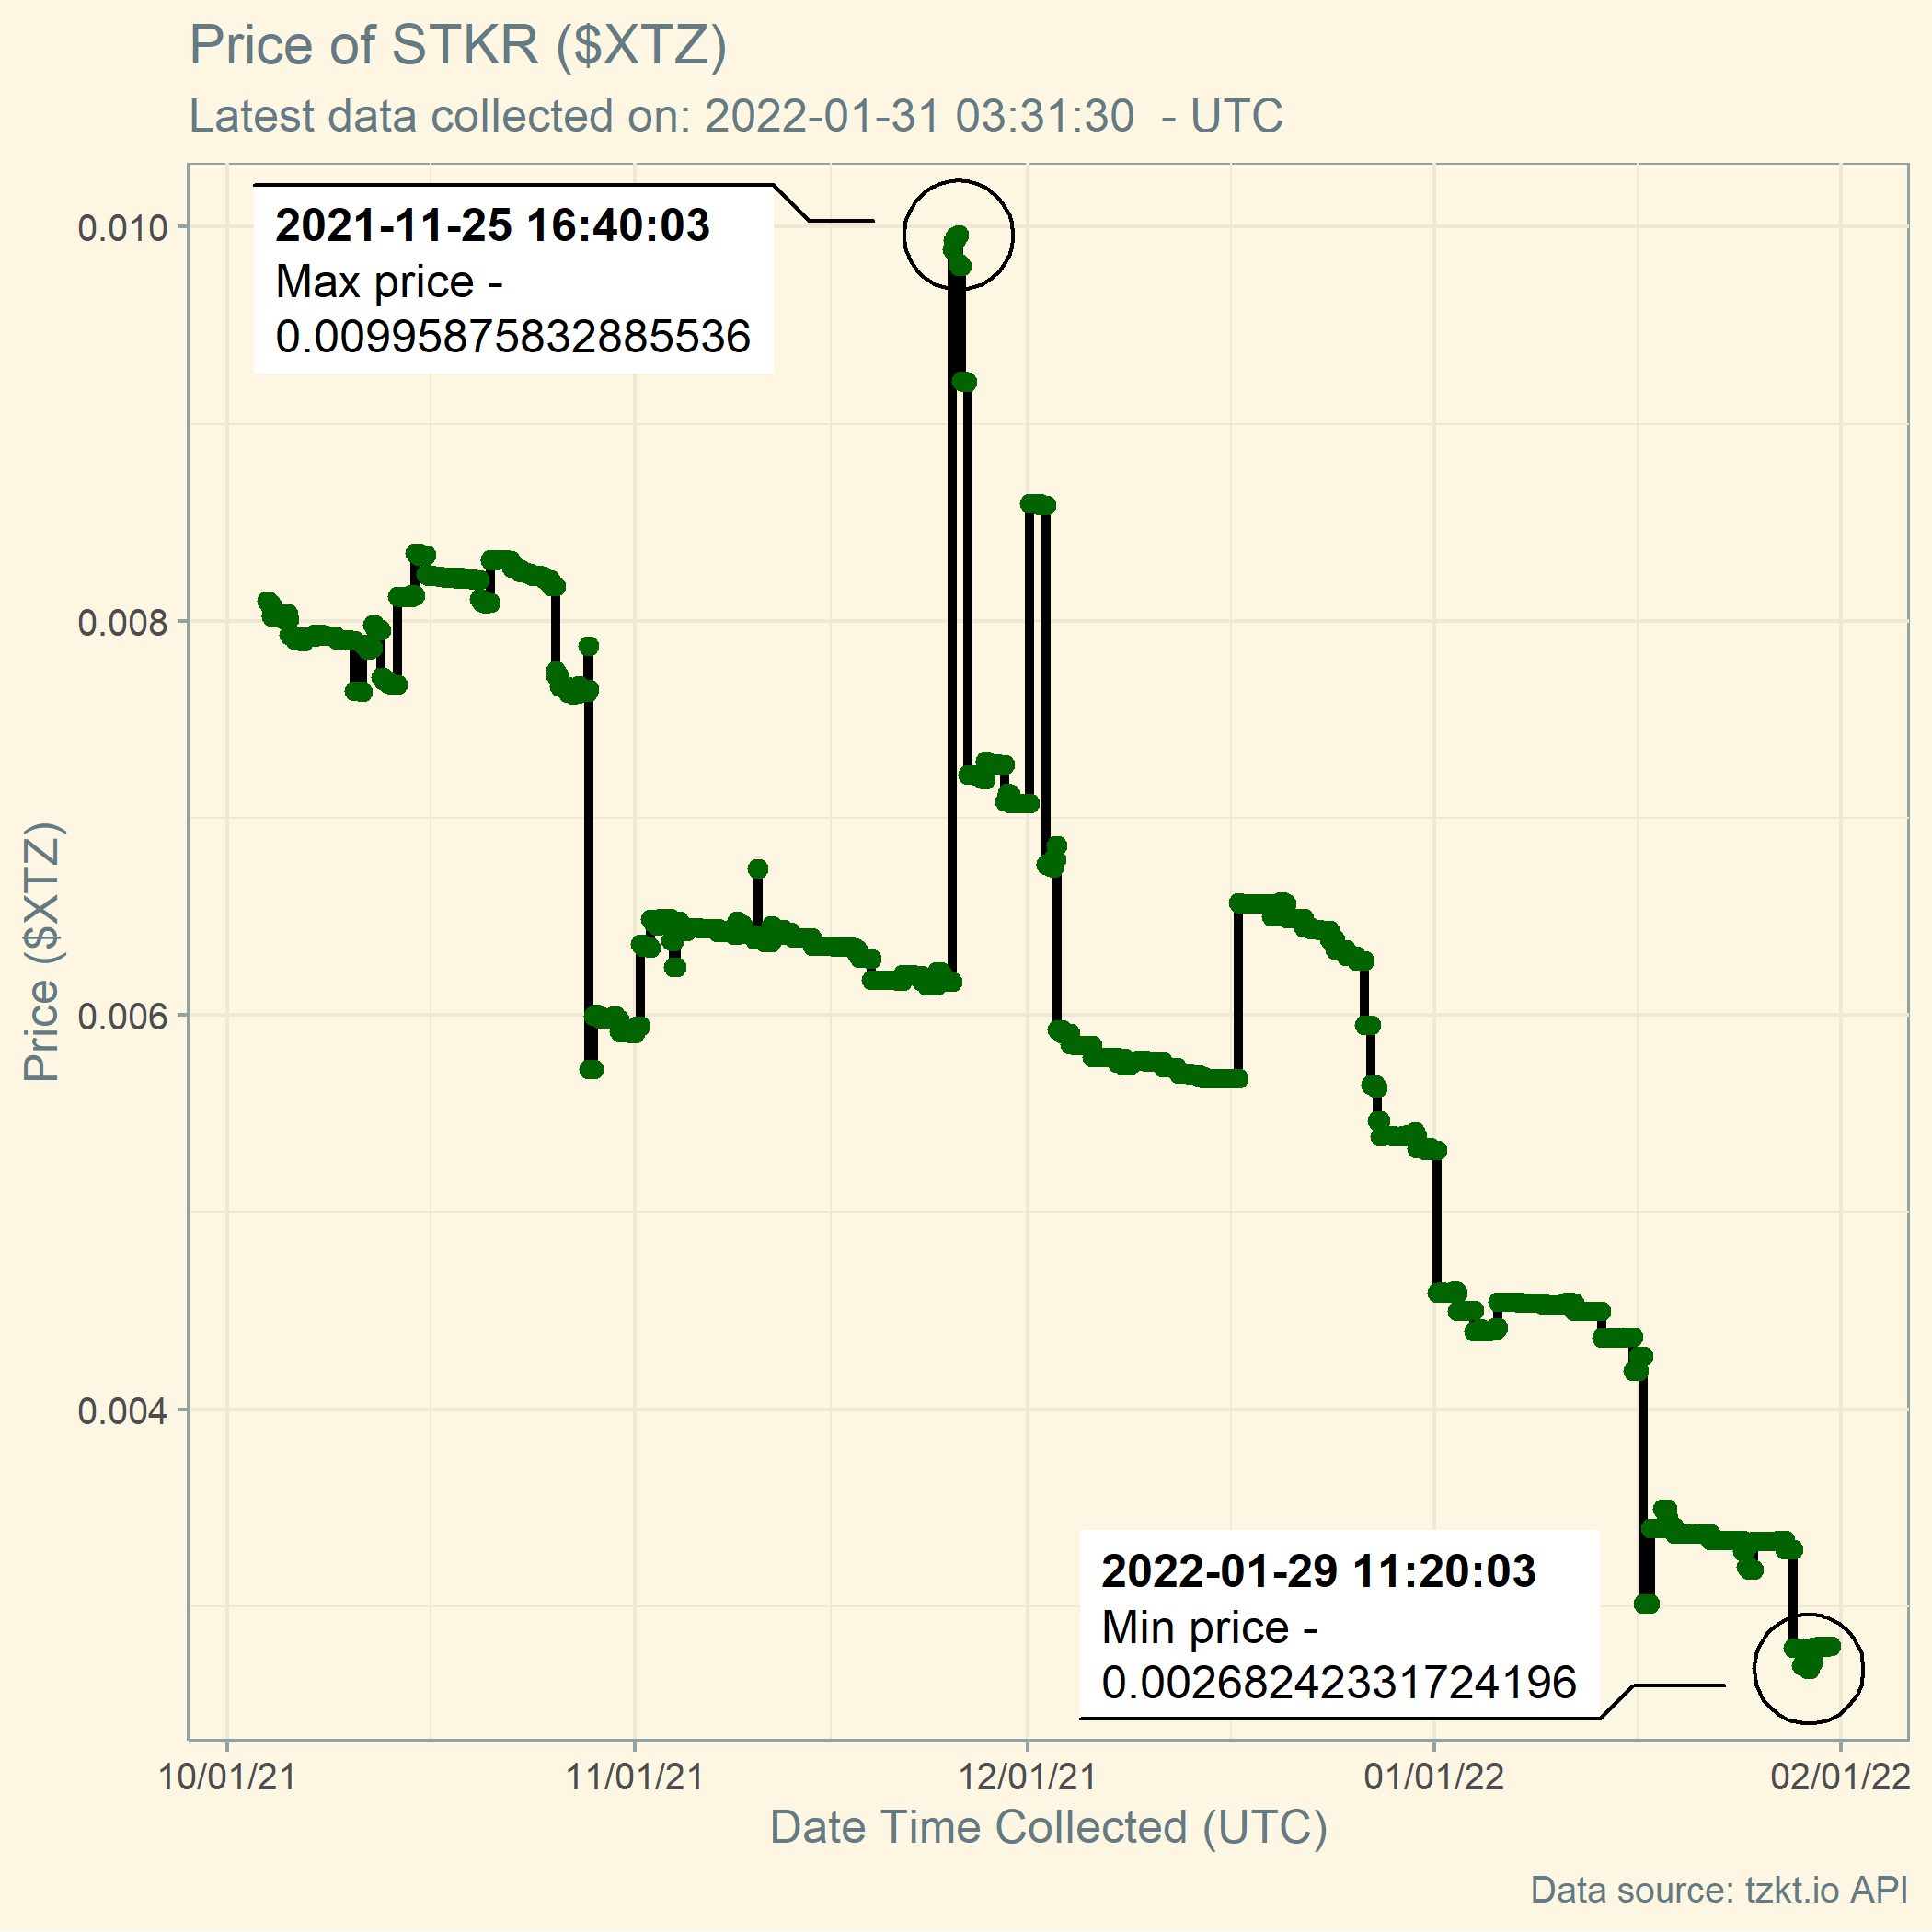 Price of STKR ($XTZ)
Latest data collected on: 2022-01-31 03:31:30  - UTC
2021-11-25 16:40:03
Max price -
0.00995875832885536
0.010
0.008
0.006
0.004
Price ($XTZ)
2022-01-29 11:20:03
Min price -
0.00268242331724196
10/01/21
11/01/21
12/01/21
01/01/22
02/01/22
Date Time Collected (UTC)
Data source: tzkt.io API